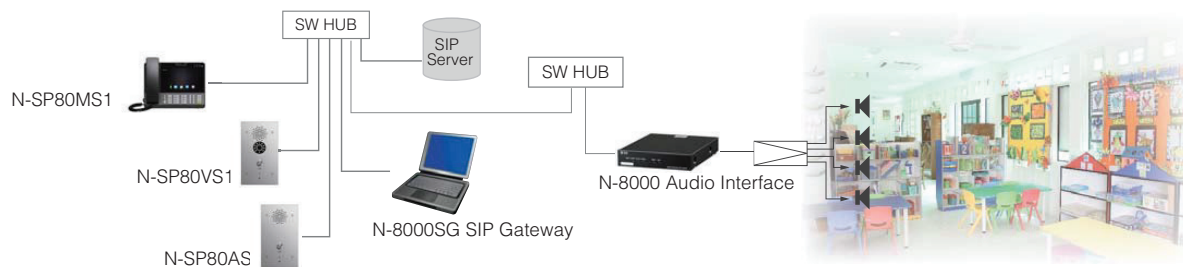 SW HUB
SIP
Server
SW HUB
N-SP80MS1
N-SP80VS1
N-8000 Audio Interface
N-8000SG SIP Gateway
N-SP80AS